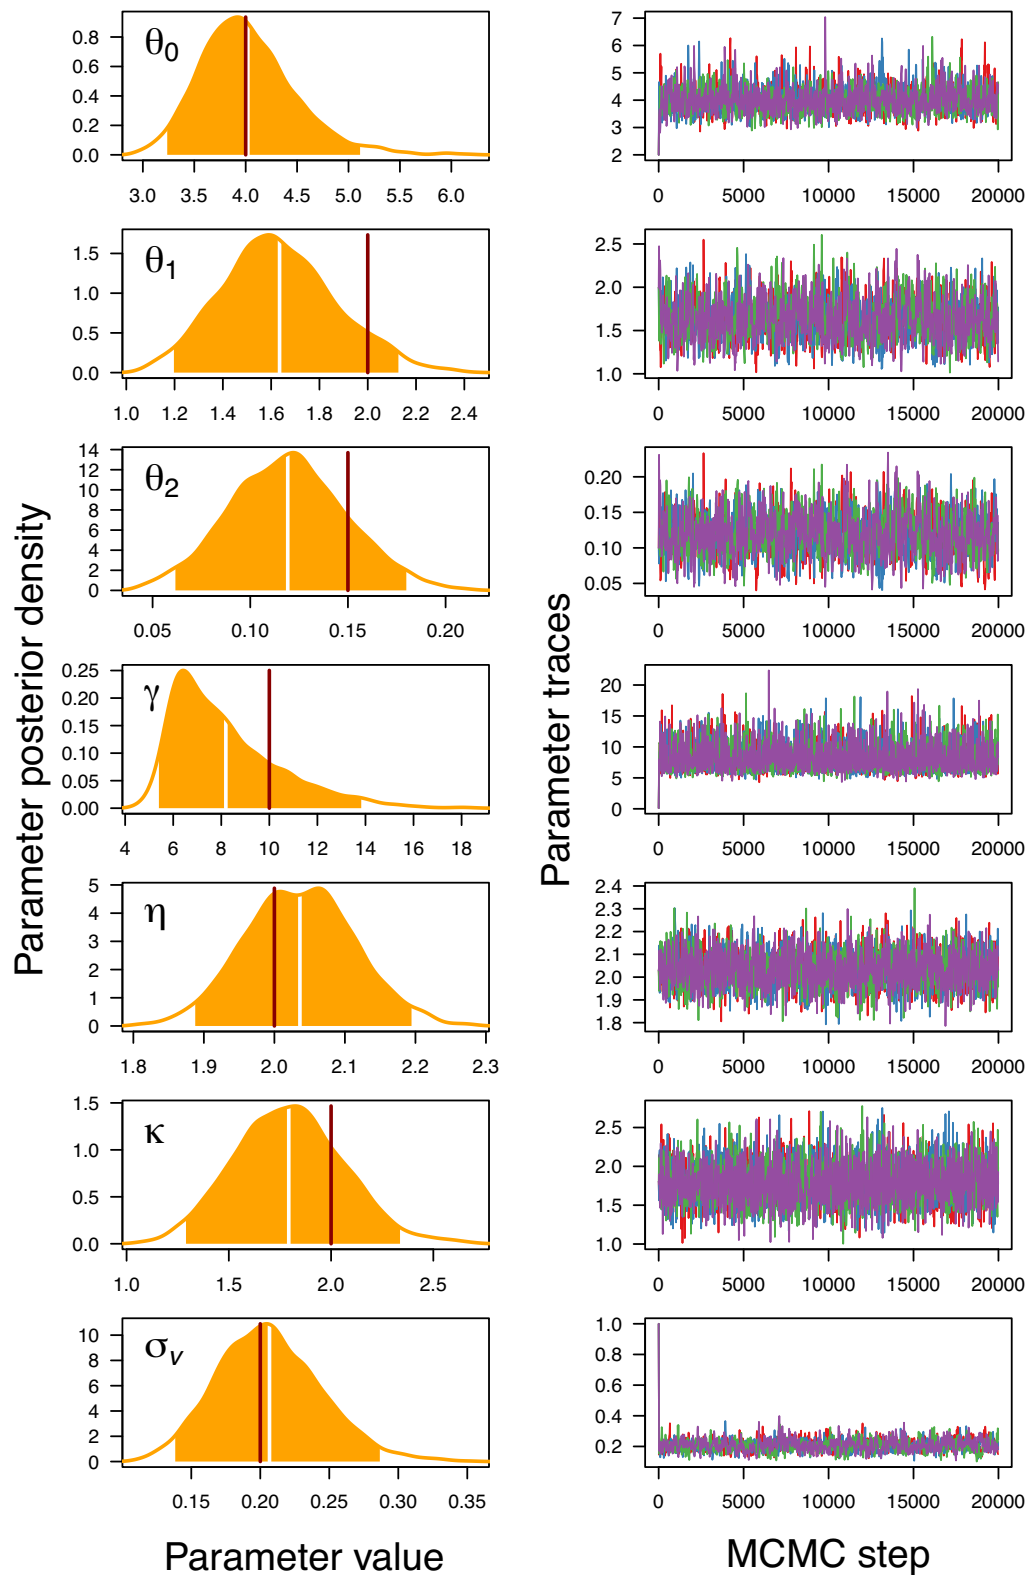 θ0
0.0 0.2 0.4 0.6 0.8
3.0 3.5 4.0 4.5 5.0 5.5 6.0
2 3 4 5 6 7
0 5000 10000 15000 20000
θ1
0.0 0.5 1.0 1.5
1.0 1.2 1.4 1.6 1.8 2.0 2.2 2.4
1.0 1.5 2.0 2.5
0 5000 10000 15000 20000
θ2
0 2 4 6 8 10 12 14
0.05 0.10 0.15 0.20
0.05 0.10 0.15 0.20
0 5000 10000 15000 20000
γ
0.00 0.05 0.10 0.15 0.20 0.25
4 6 8 10 12 14 16 18
0 5 10 15 20
0 5000 10000 15000 20000
η
0 1 2 3 4 5
1.8 1.9 2.0 2.1 2.2 2.3
1.8 1.9 2.0 2.1 2.2 2.3 2.4
0 5000 10000 15000 20000
κ
0.0 0.5 1.0 1.5
1.0 1.5 2.0 2.5
1.0 1.5 2.0 2.5
0 5000 10000 15000 20000
σv
0 2 4 6 8 10
0.15 0.20 0.25 0.30 0.35
0.2 0.4 0.6 0.8 1.0
0 5000 10000 15000 20000
Parameter posterior density
Parameter traces
Parameter value
MCMC step